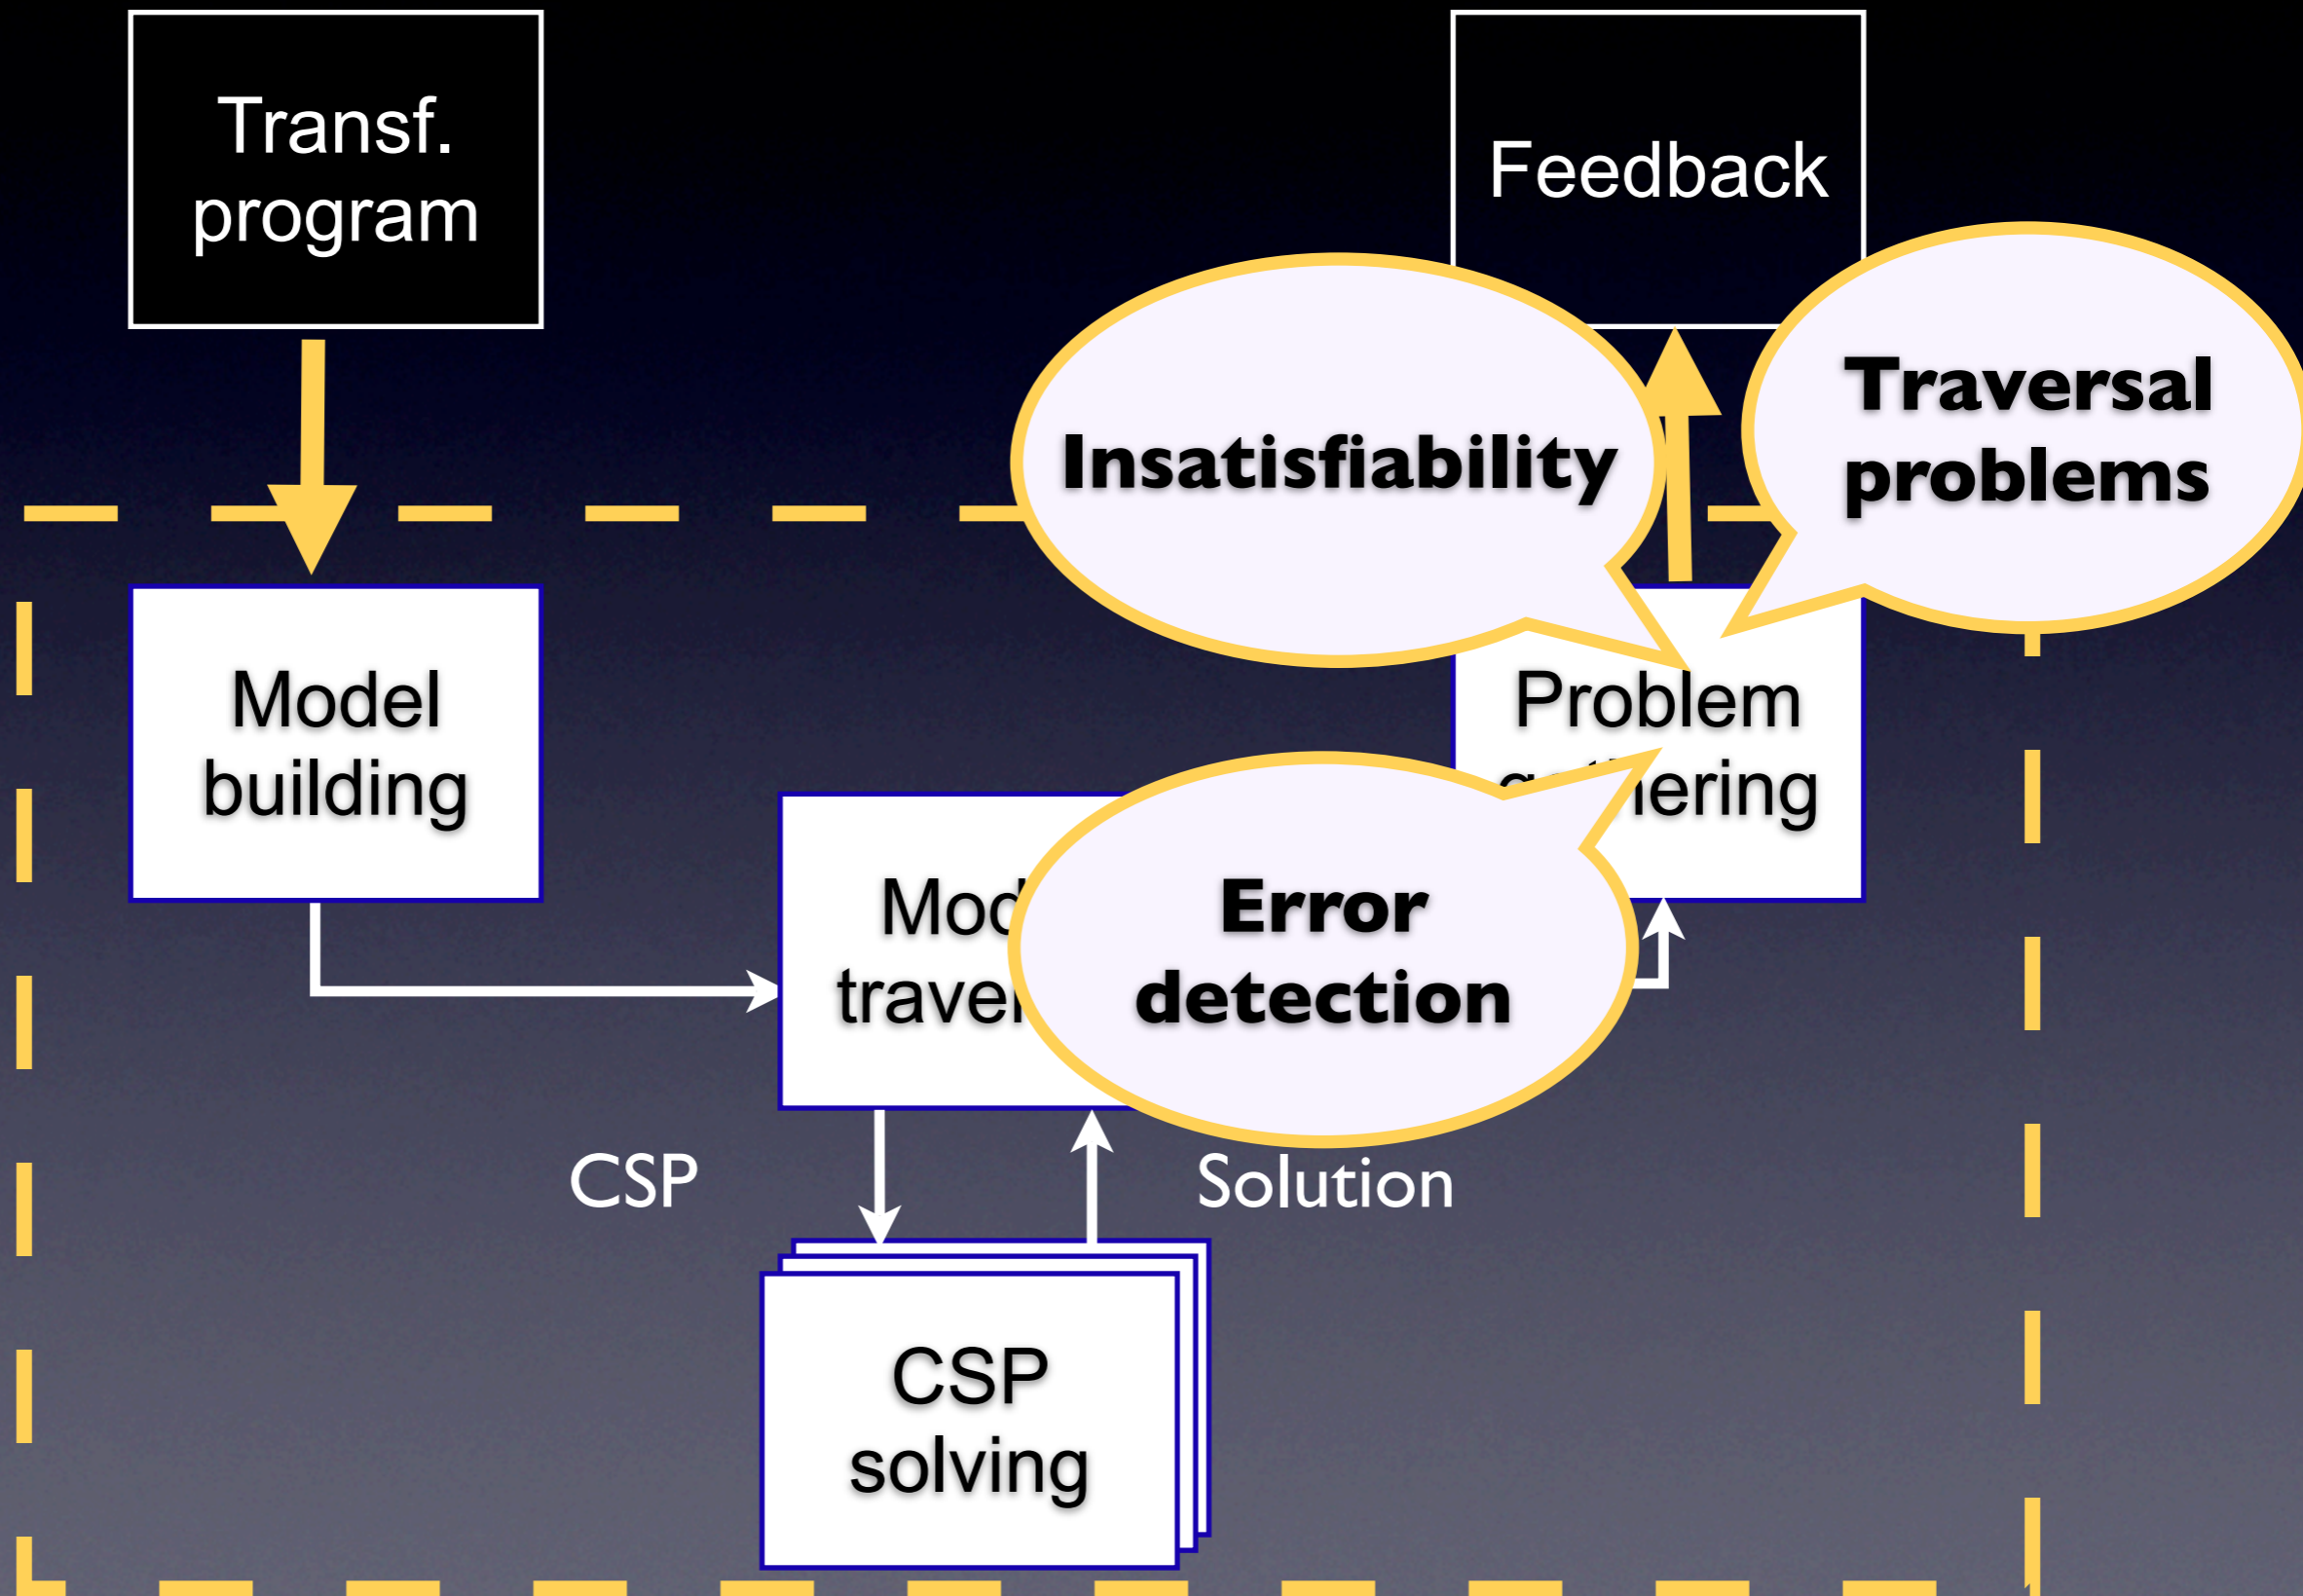 Transf.
program
Feedback
Insatisfiability
Traversal
problems
Model
building
Problem
Error
detection
CSP
Solution
CSP
solving